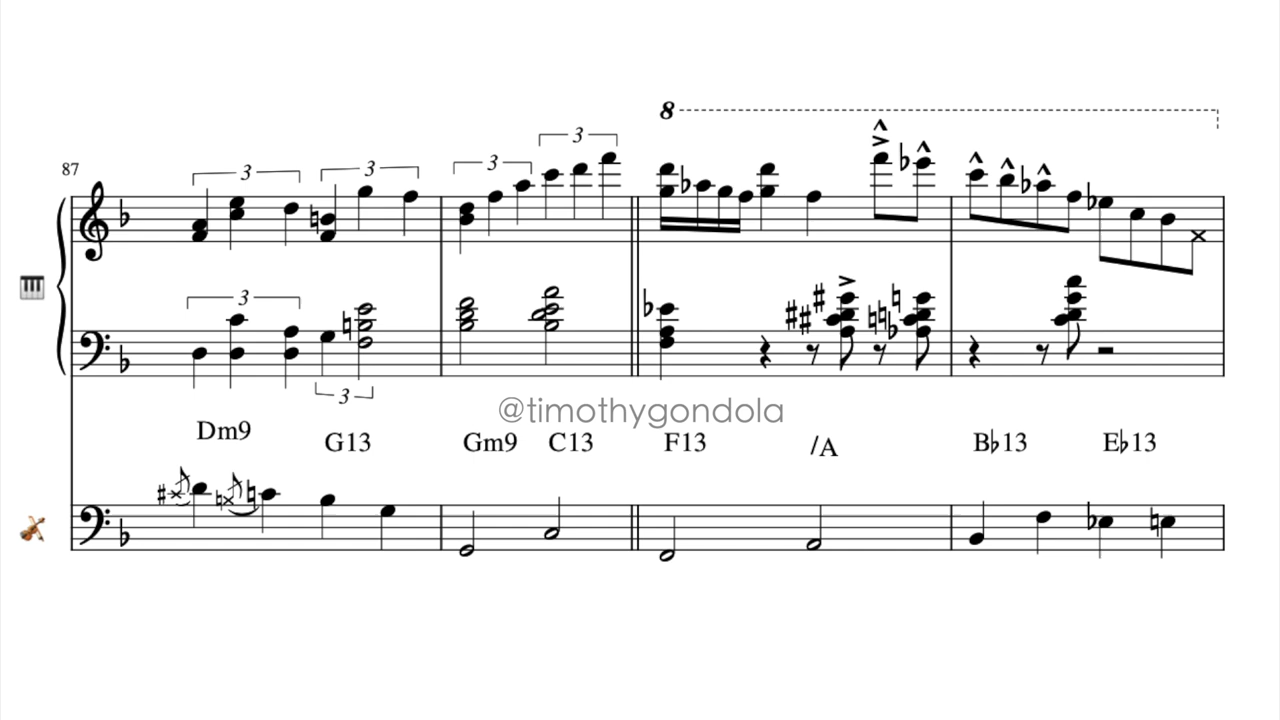 8
87
3 3 3 3
3
3
@timothygondola
Dm9 G13 Gm9 C13 F13 /A B♭13 E♭13